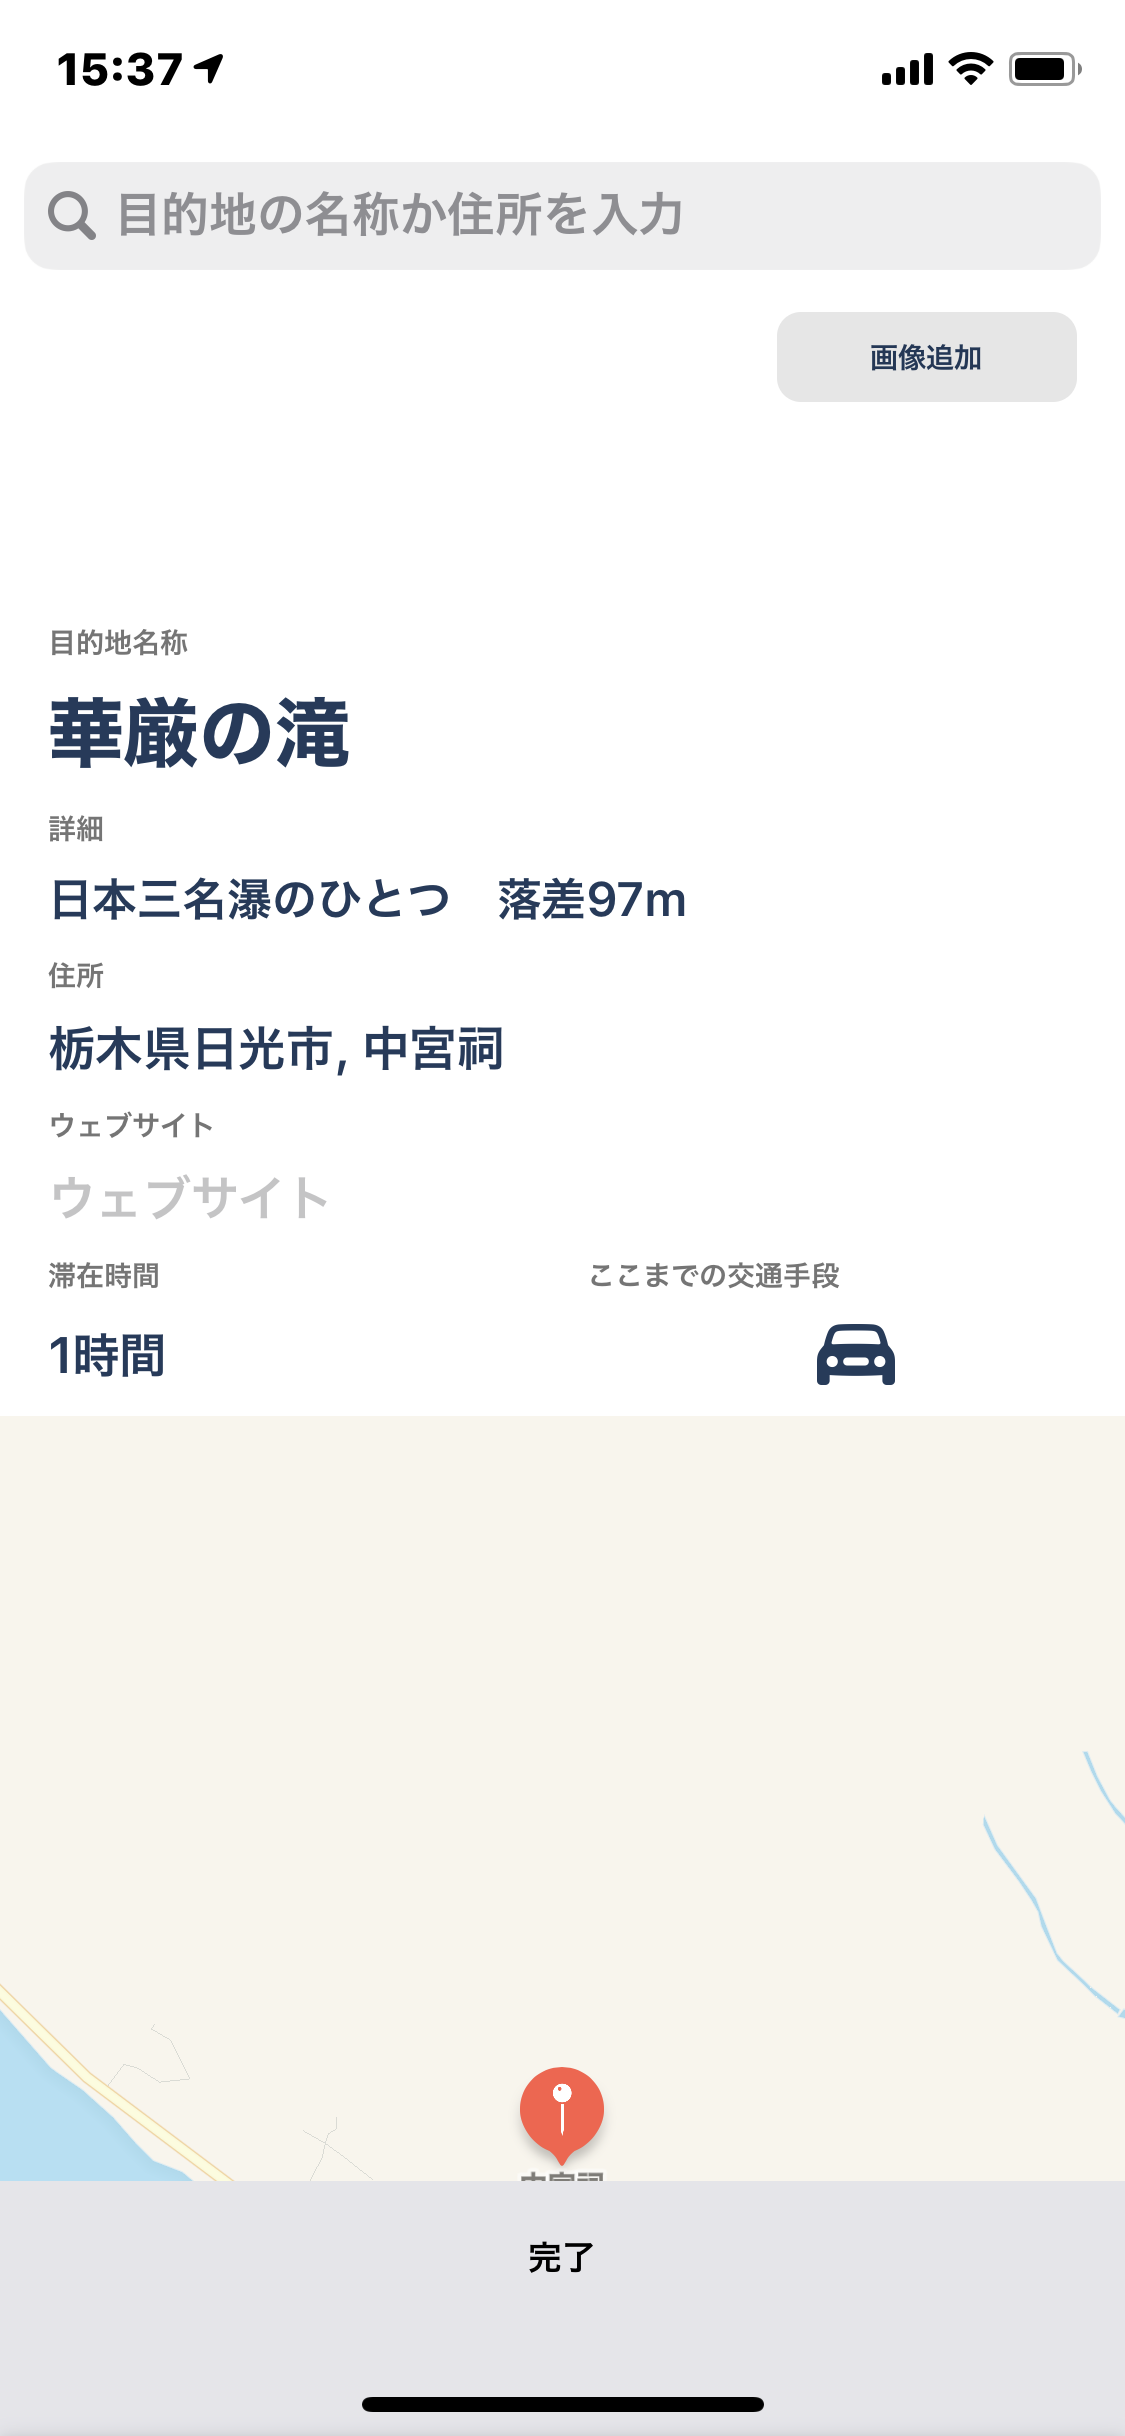 15:37
目的地の名称か住所を入力
画像追加
目的地名称
華厳の滝
詳細
日本三名瀑のひとつ　落差97m
住所
栃木県日光市, 中宮祠
ウェブサイト
ウェブサイト
滞在時間 ここまでの交通手段
1時間
中宮祠
完了